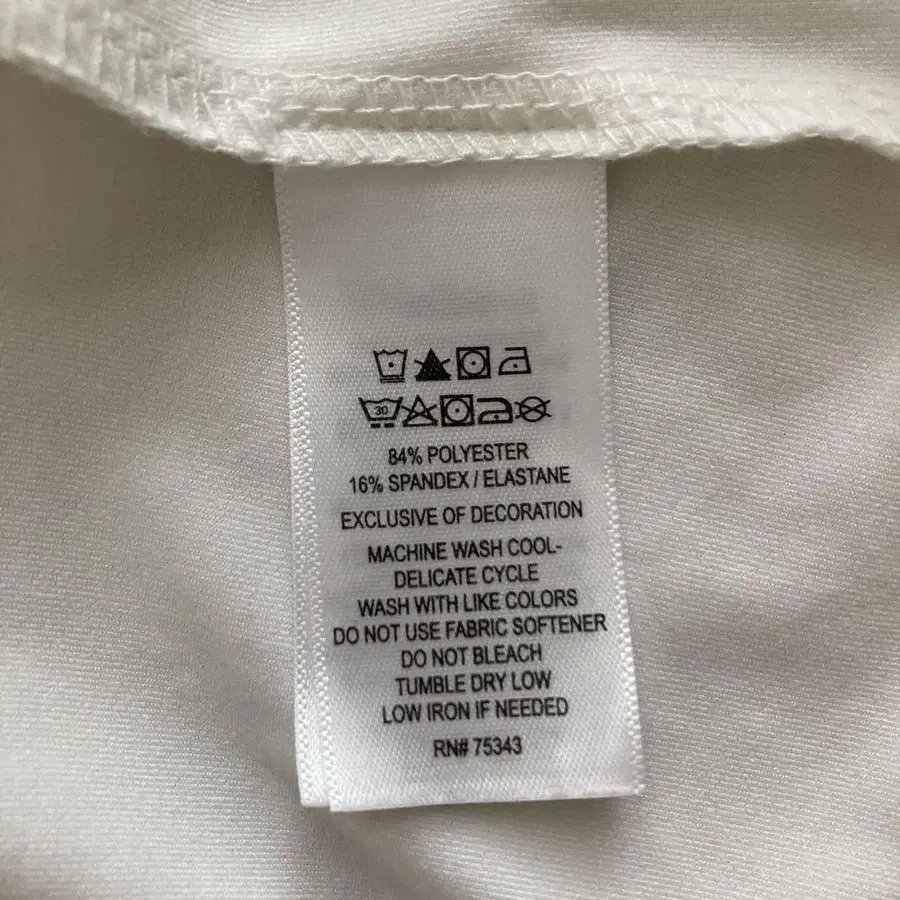 30
84% POLYESTER
16% SPANDEX / ELASTANE
EXCLUSIVE OF DECORATION
MACHINE WASH COOL-
DELICATE CYCLE
WASH WITH LIKE COLORS
DO NOT USE FABRIC SOFTENER
DO NOT BLEACH
TUMBLE DRY LOW
LOW IRON IF NEEDED
RN# 75343